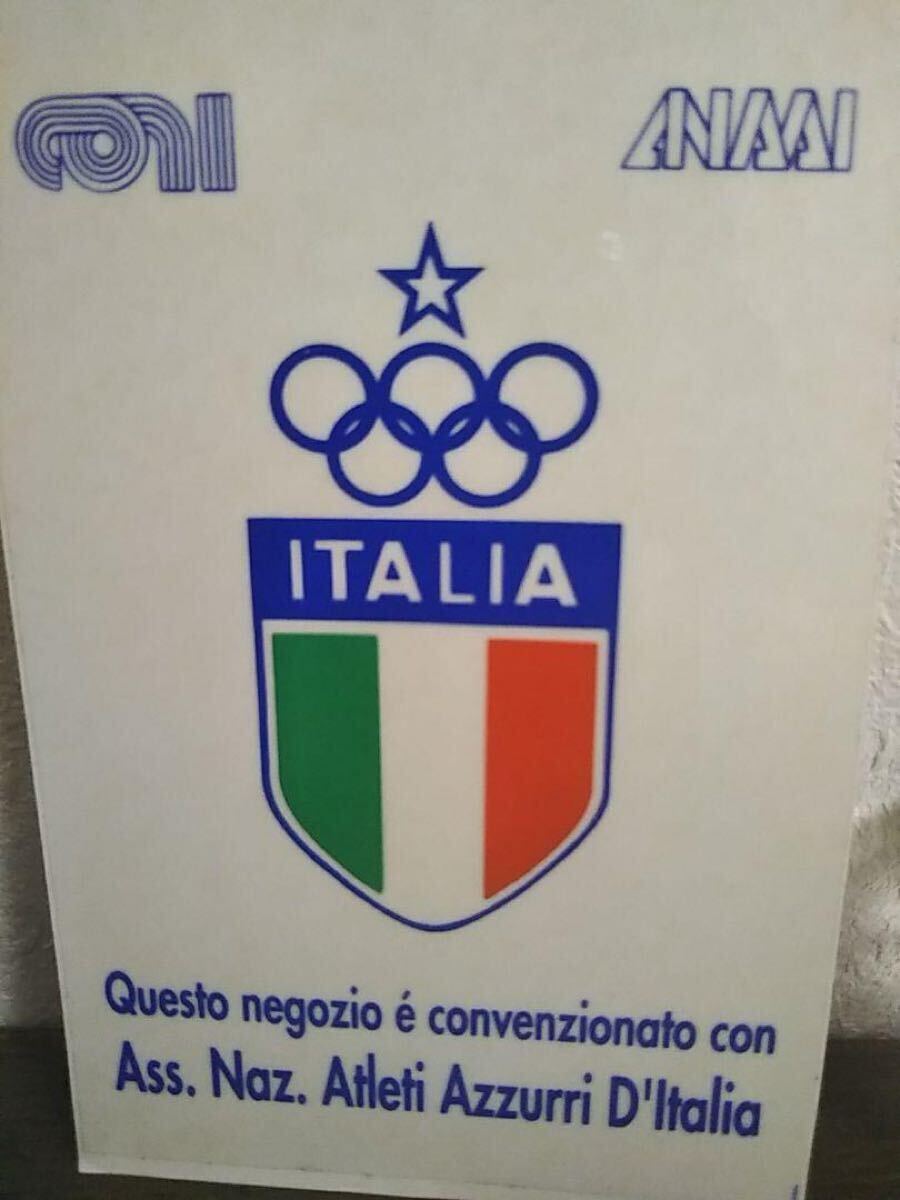 CONI ANAAI
ITALIA
Questo negozio é convenzionato con
Ass. Naz. Atleti Azzurri D'Italia